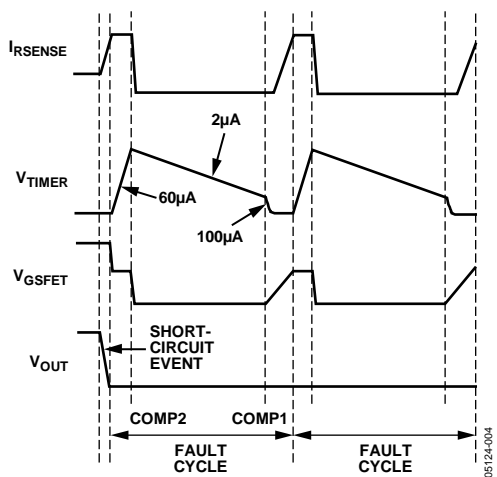 IRSENSE
2µA
VTIMER
60µA
100µA
VGSFET
SHORT-
CIRCUIT
EVENT
VOUT
COMP2
COMP1
FAULT
CYCLE
FAULT
CYCLE
05124-004